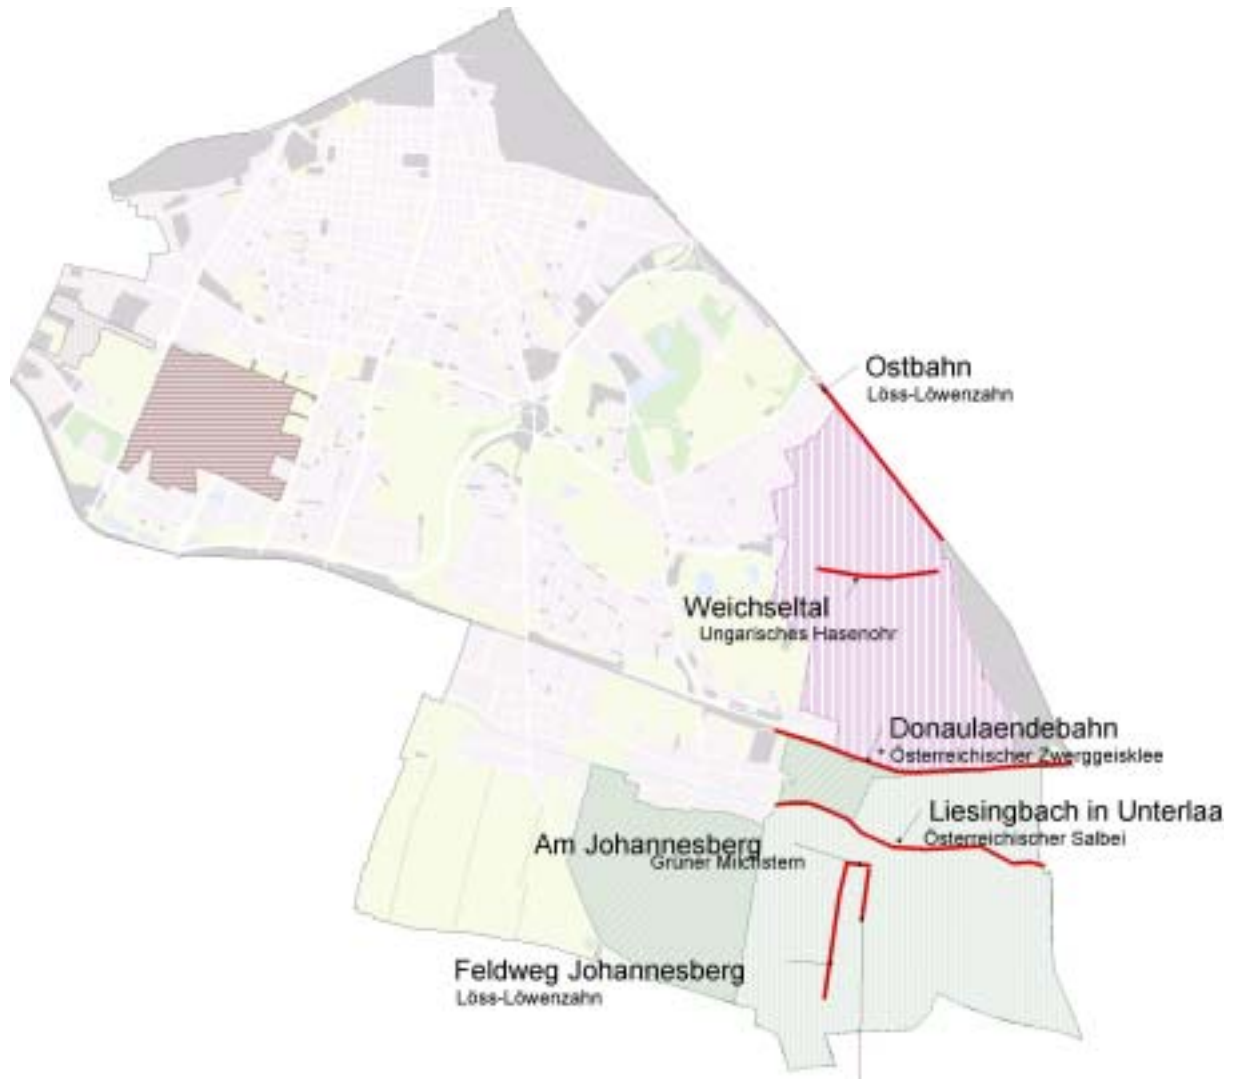 Ostbahn
Löss-Löwenzahn
Weichseltal
Ungarisches Hasenohr
Donaulaendebahn
* Österreichischer Zwerggeisklee
Liesingbach in Unterlaa
Österreichischer Salbei
Am Johannesberg
Grüner Milchstern
Feldweg Johannesberg
Löss-Löwenzahn